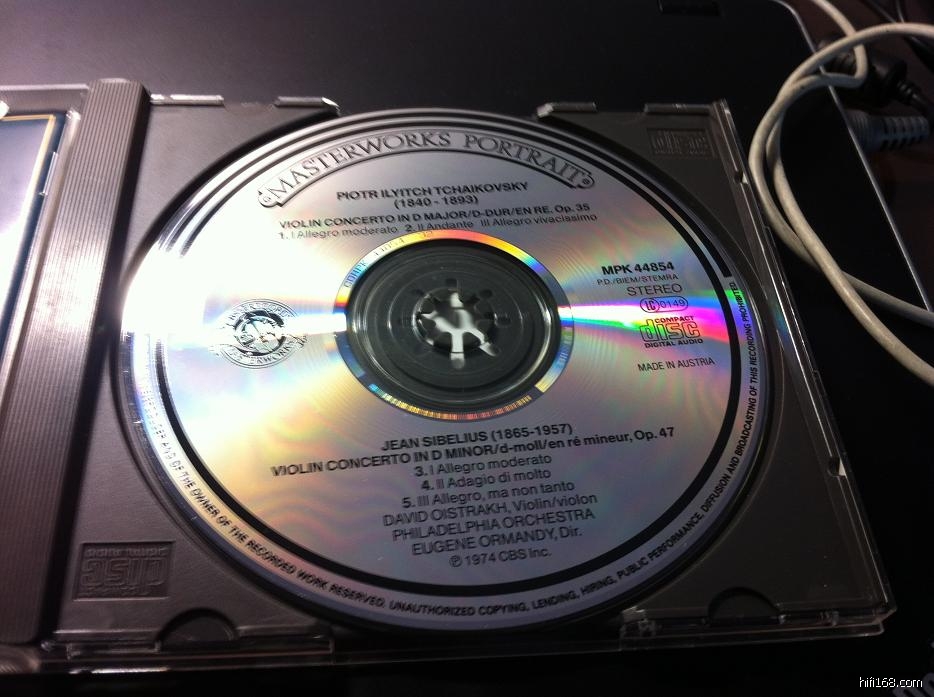 MASTERWORKS PORTRAIT
PIOTR ILYITCH TCHAIKOVSKY
(1840 - 1893)
VIOLIN CONCERTO IN D MAJOR/D-DUR/EN RE, Op. 35
1. I Allegro moderato 2. II Andante III Allegro vivacissimo
MPK 44854
P.D./BIEM/STEMRA
STEREO
LC 0149
COMPACT
disc
DIGITAL AUDIO
MADE IN AUSTRIA
JEAN SIBELIUS (1865-1957)
VIOLIN CONCERTO IN D MINOR/d-moll/en ré mineur, Op. 47
3. I Allegro moderato
4. II Adagio di molto
5. III Allegro, ma non tanto
DAVID OISTRAKH, Violin/violon
PHILADELPHIA ORCHESTRA
EUGENE ORMANDY, Dir.
℗ 1974 CBS Inc.
AND OF THE OWNER OF THE RECORDED WORK RESERVED. UNAUTHORIZED COPYING, LENDING, HIRING, PUBLIC PERFORMANCE, DIFFUSION AND BROADCASTING OF THIS RECORDING PROHIBITED.
hifi168.com